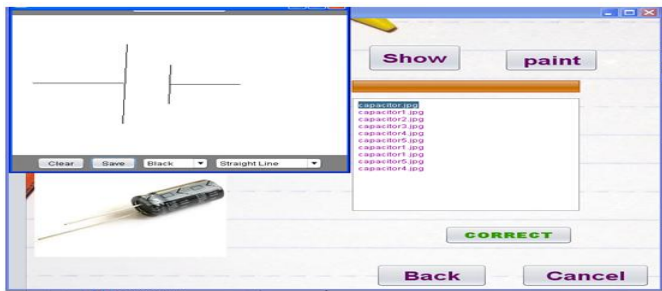 Show
paint
capacitor.jpg
capacitor1.jpg
capacitor2.jpg
capacitor3.jpg
capacitor4.jpg
capacitor5.jpg
capacitor1.jpg
capacitor1.jpg
capacitor5.jpg
capacitor4.jpg
Clear Save Black Straight Line
CORRECT
Back Cancel